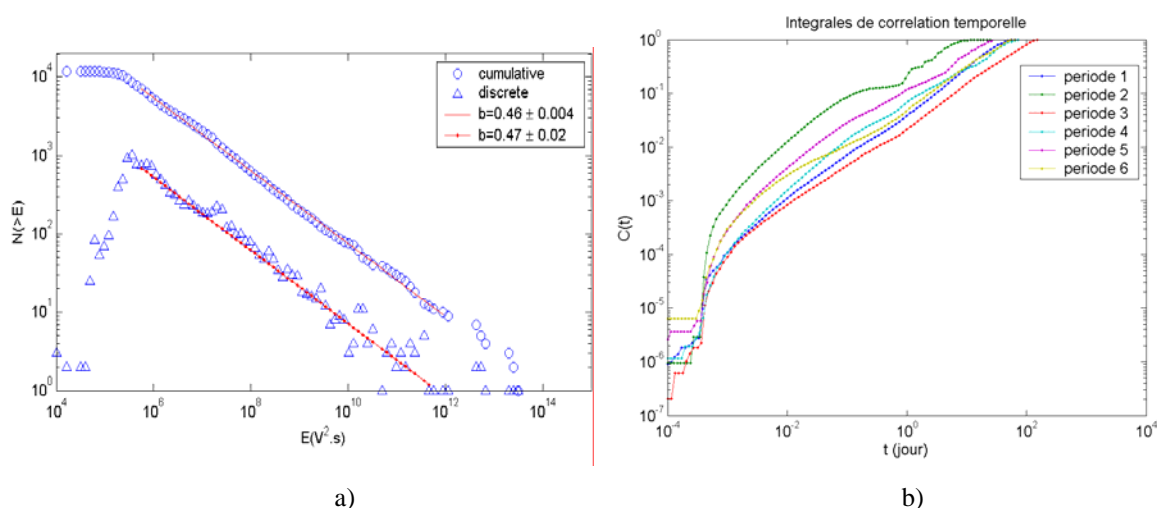 cumulative
discrete
b=0.46 ± 0.004
b=0.47 ± 0.02
N(>E)
10^4
10^3
10^2
10^1
10^0
10^4 10^6 10^8 10^10 10^12 10^14
E(V^2.s)
a)
Integrales de correlation temporelle
periode 1
periode 2
periode 3
periode 4
periode 5
periode 6
C(t)
10^0
10^-1
10^-2
10^-3
10^-4
10^-5
10^-6
10^-7
10^-4 10^-2 10^0 10^2 10^4
t (jour)
b)